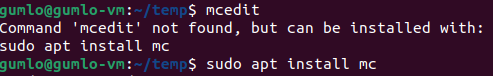 gumlo@gumlo-vm:~/temp$ mcedit
Command 'mcedit' not found, but can be installed with:
sudo apt install mc
gumlo@gumlo-vm:~/temp$ sudo apt install mc